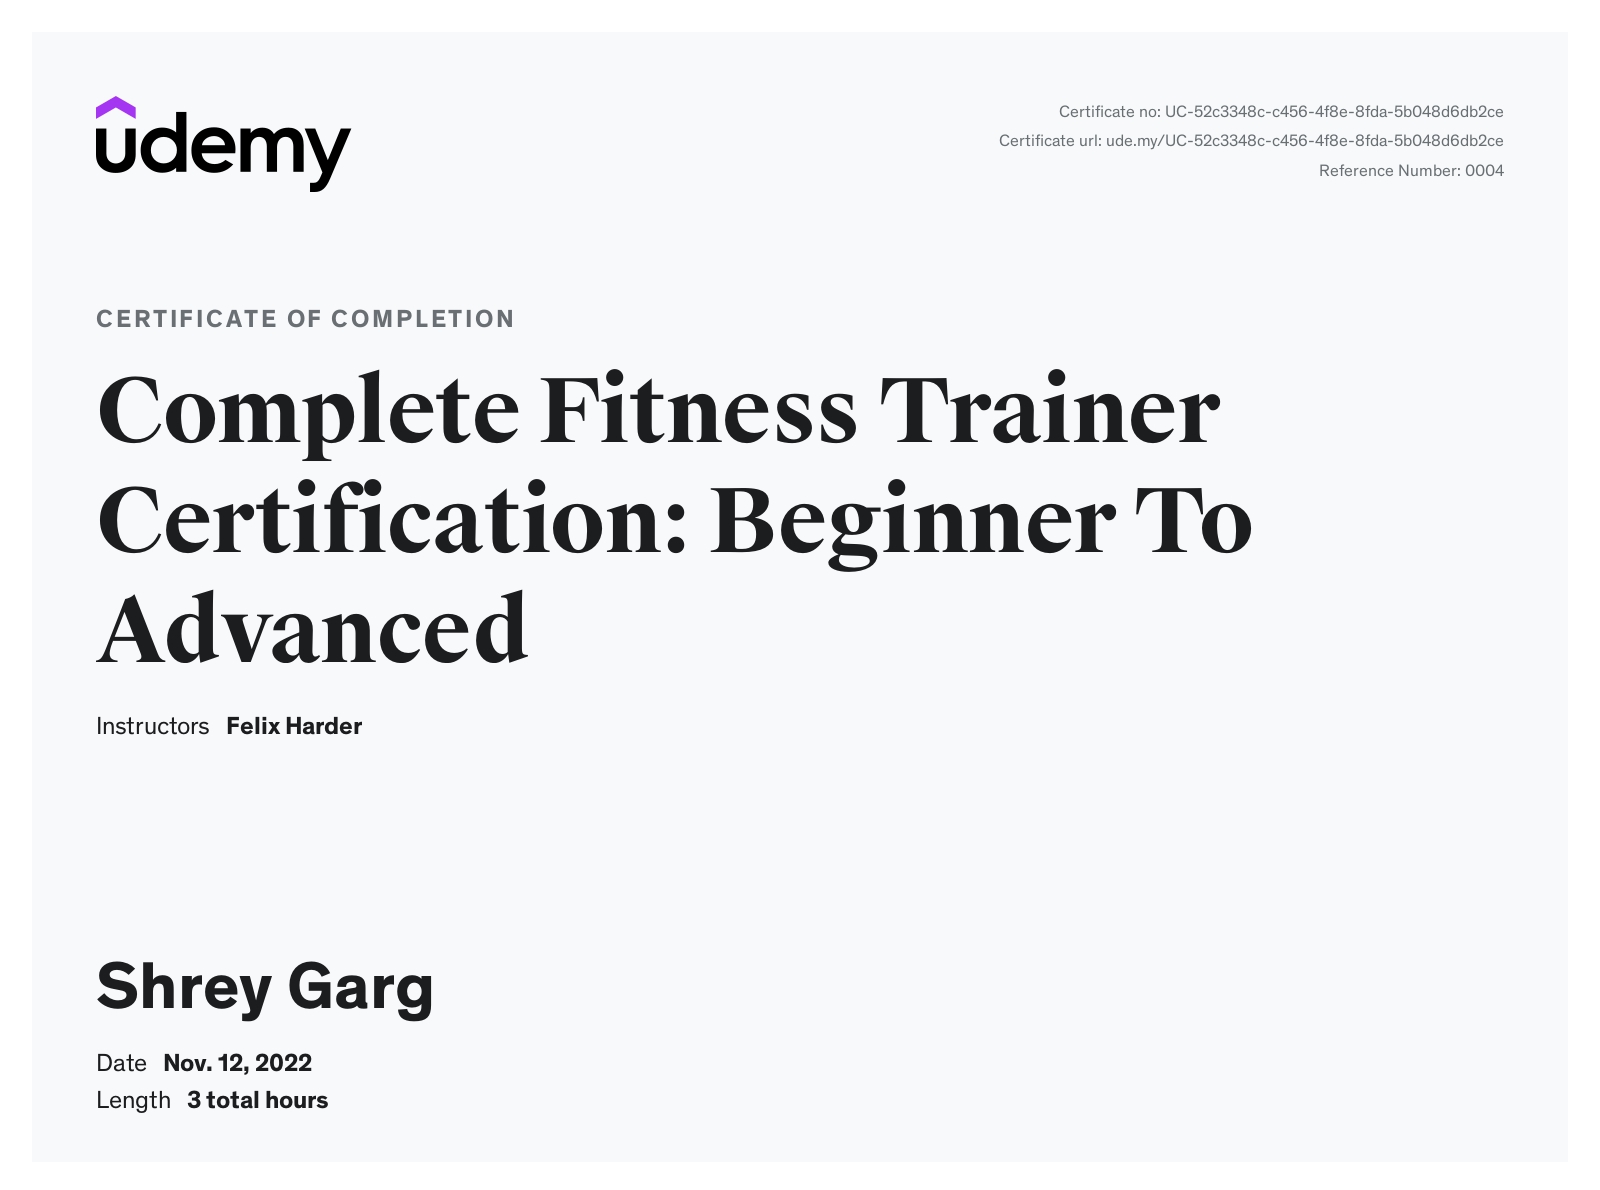 udemy
Certificate no: UC-52c3348c-c456-4f8e-8fda-5b048d6db2ce
Certificate url: ude.my/UC-52c3348c-c456-4f8e-8fda-5b048d6db2ce
Reference Number: 0004
CERTIFICATE OF COMPLETION
Complete Fitness Trainer
Certification: Beginner To
Advanced
Instructors Felix Harder
Shrey Garg
Date Nov. 12, 2022
Length 3 total hours